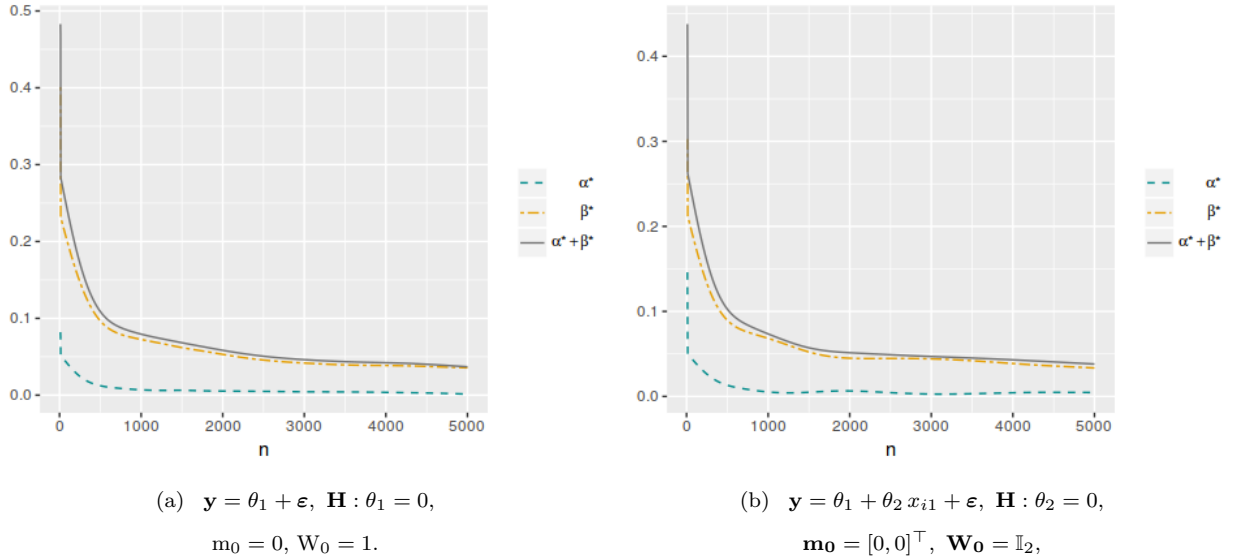 0.5
0.4
0.3
0.2
0.1
0.0
0 1000 2000 3000 4000 5000
n
α*
β*
α*+β*
(a) y = θ₁ + ε, H : θ₁ = 0,
m₀ = 0, W₀ = 1.
0.4
0.3
0.2
0.1
0.0
0 1000 2000 3000 4000 5000
n
α*
β*
α*+β*
(b) y = θ₁ + θ₂ xᵢ₁ + ε, H : θ₂ = 0,
m₀ = [0, 0]⊤, W₀ = 𝕀₂,